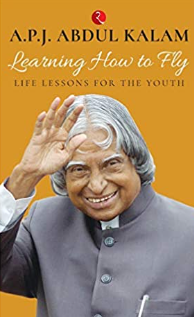 R
A.P.J. ABDUL KALAM
Learning How to Fly
LIFE LESSONS FOR THE YOUTH